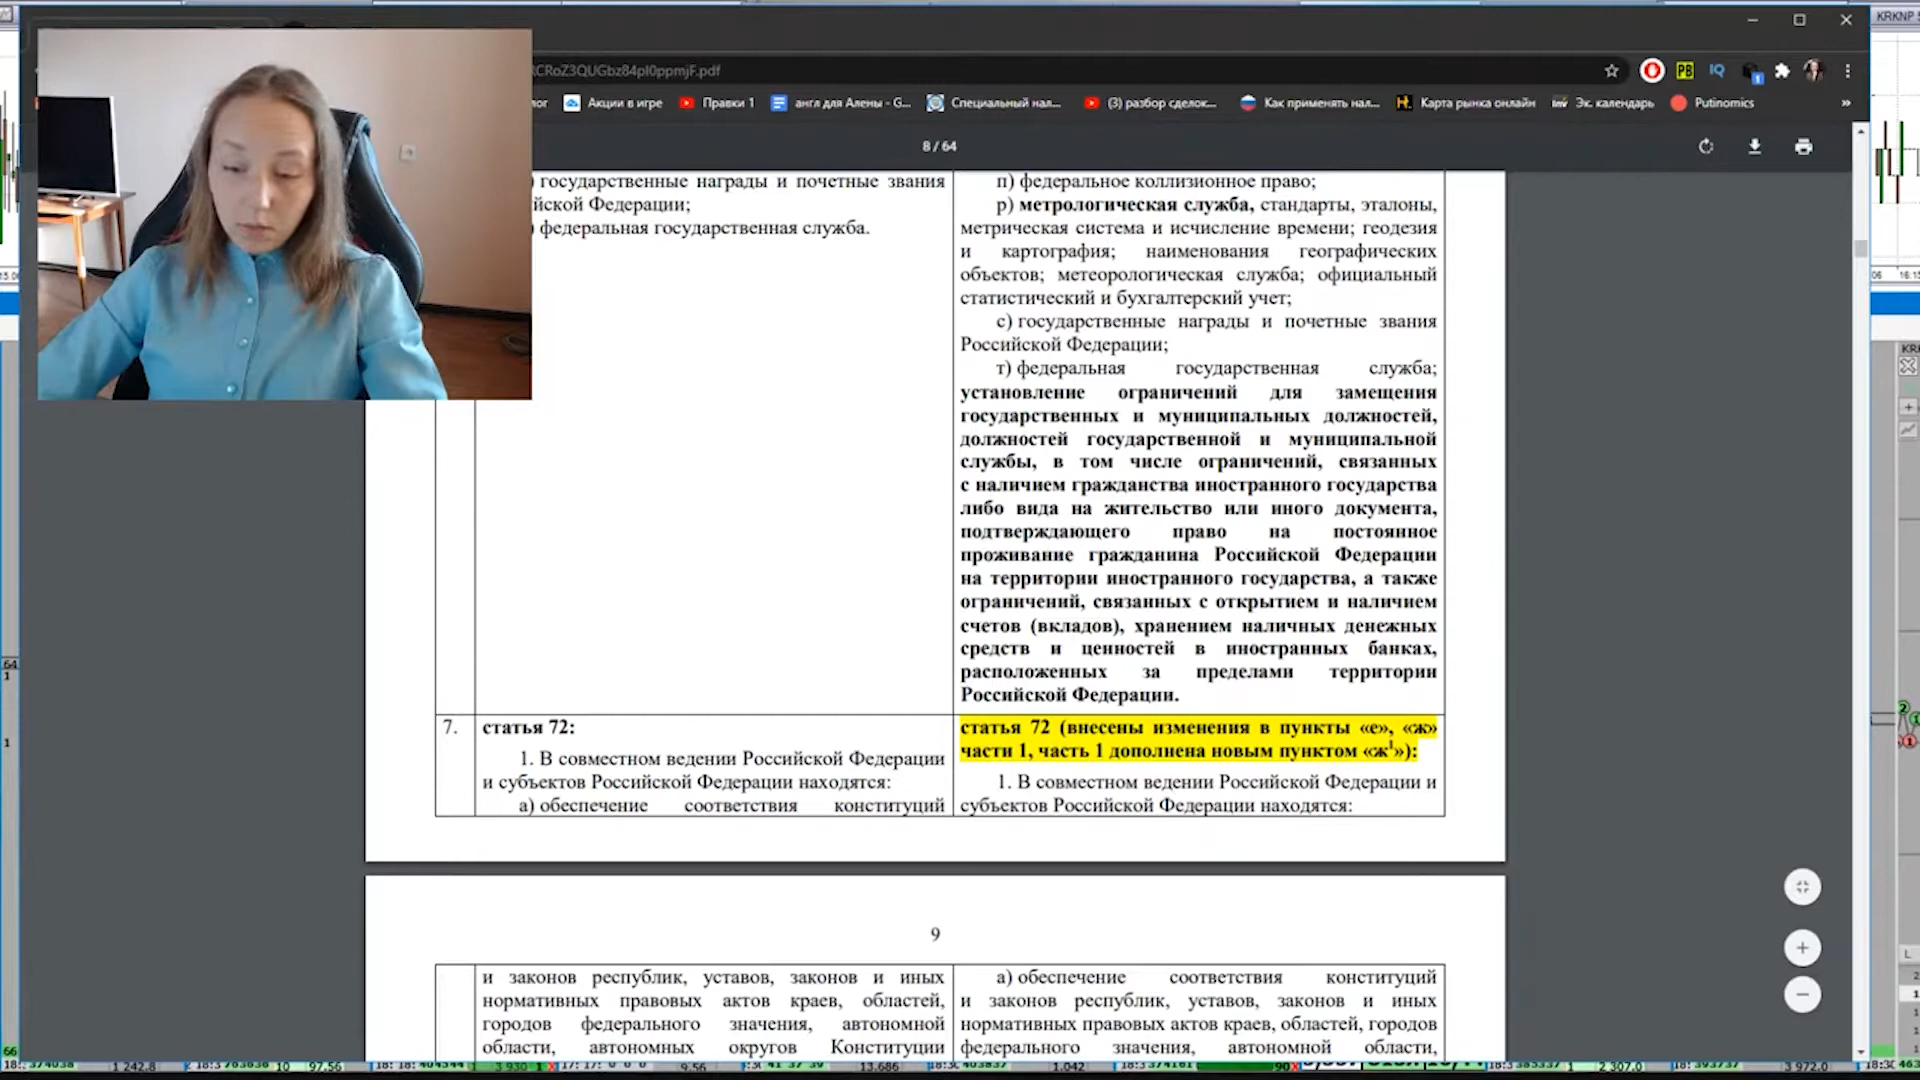 KRKNP
CRoZ3QUGbz84pl0ppmjF.pdf
лог
Акции в игре
Правки 1
англ для Алены - G...
Специальный нал...
(3) разбор сделок...
Как применять нал...
Карта рынка онлайн
Эк. календарь
Putinomics
8 / 64
) государственные награды и почетные звания
йской Федерации;
) федеральная государственная служба.
п) федеральное коллизионное право;
р) метрологическая служба, стандарты, эталоны,
метрическая система и исчисление времени; геодезия
и картография; наименования географических
объектов; метеорологическая служба; официальный
статистический и бухгалтерский учет;
с) государственные награды и почетные звания
Российской Федерации;
т) федеральная государственная служба;
установление ограничений для замещения
государственных и муниципальных должностей,
должностей государственной и муниципальной
службы, в том числе ограничений, связанных
с наличием гражданства иностранного государства
либо вида на жительство или иного документа,
подтверждающего право на постоянное
проживание гражданина Российской Федерации
на территории иностранного государства, а также
ограничений, связанных с открытием и наличием
счетов (вкладов), хранением наличных денежных
средств и ценностей в иностранных банках,
расположенных за пределами территории
Российской Федерации.
7.
статья 72:
1. В совместном ведении Российской Федерации
и субъектов Российской Федерации находятся:
а) обеспечение соответствия конституций
статья 72 (внесены изменения в пункты «е», «ж»
части 1, часть 1 дополнена новым пунктом «ж¹»):
1. В совместном ведении Российской Федерации и
субъектов Российской Федерации находятся:
9
и законов республик, уставов, законов и иных
нормативных правовых актов краев, областей,
городов федерального значения, автономной
области, автономных округов Конституции
а) обеспечение соответствия конституций
и законов республик, уставов, законов и иных
нормативных правовых актов краев, областей, городов
федерального значения, автономной области,